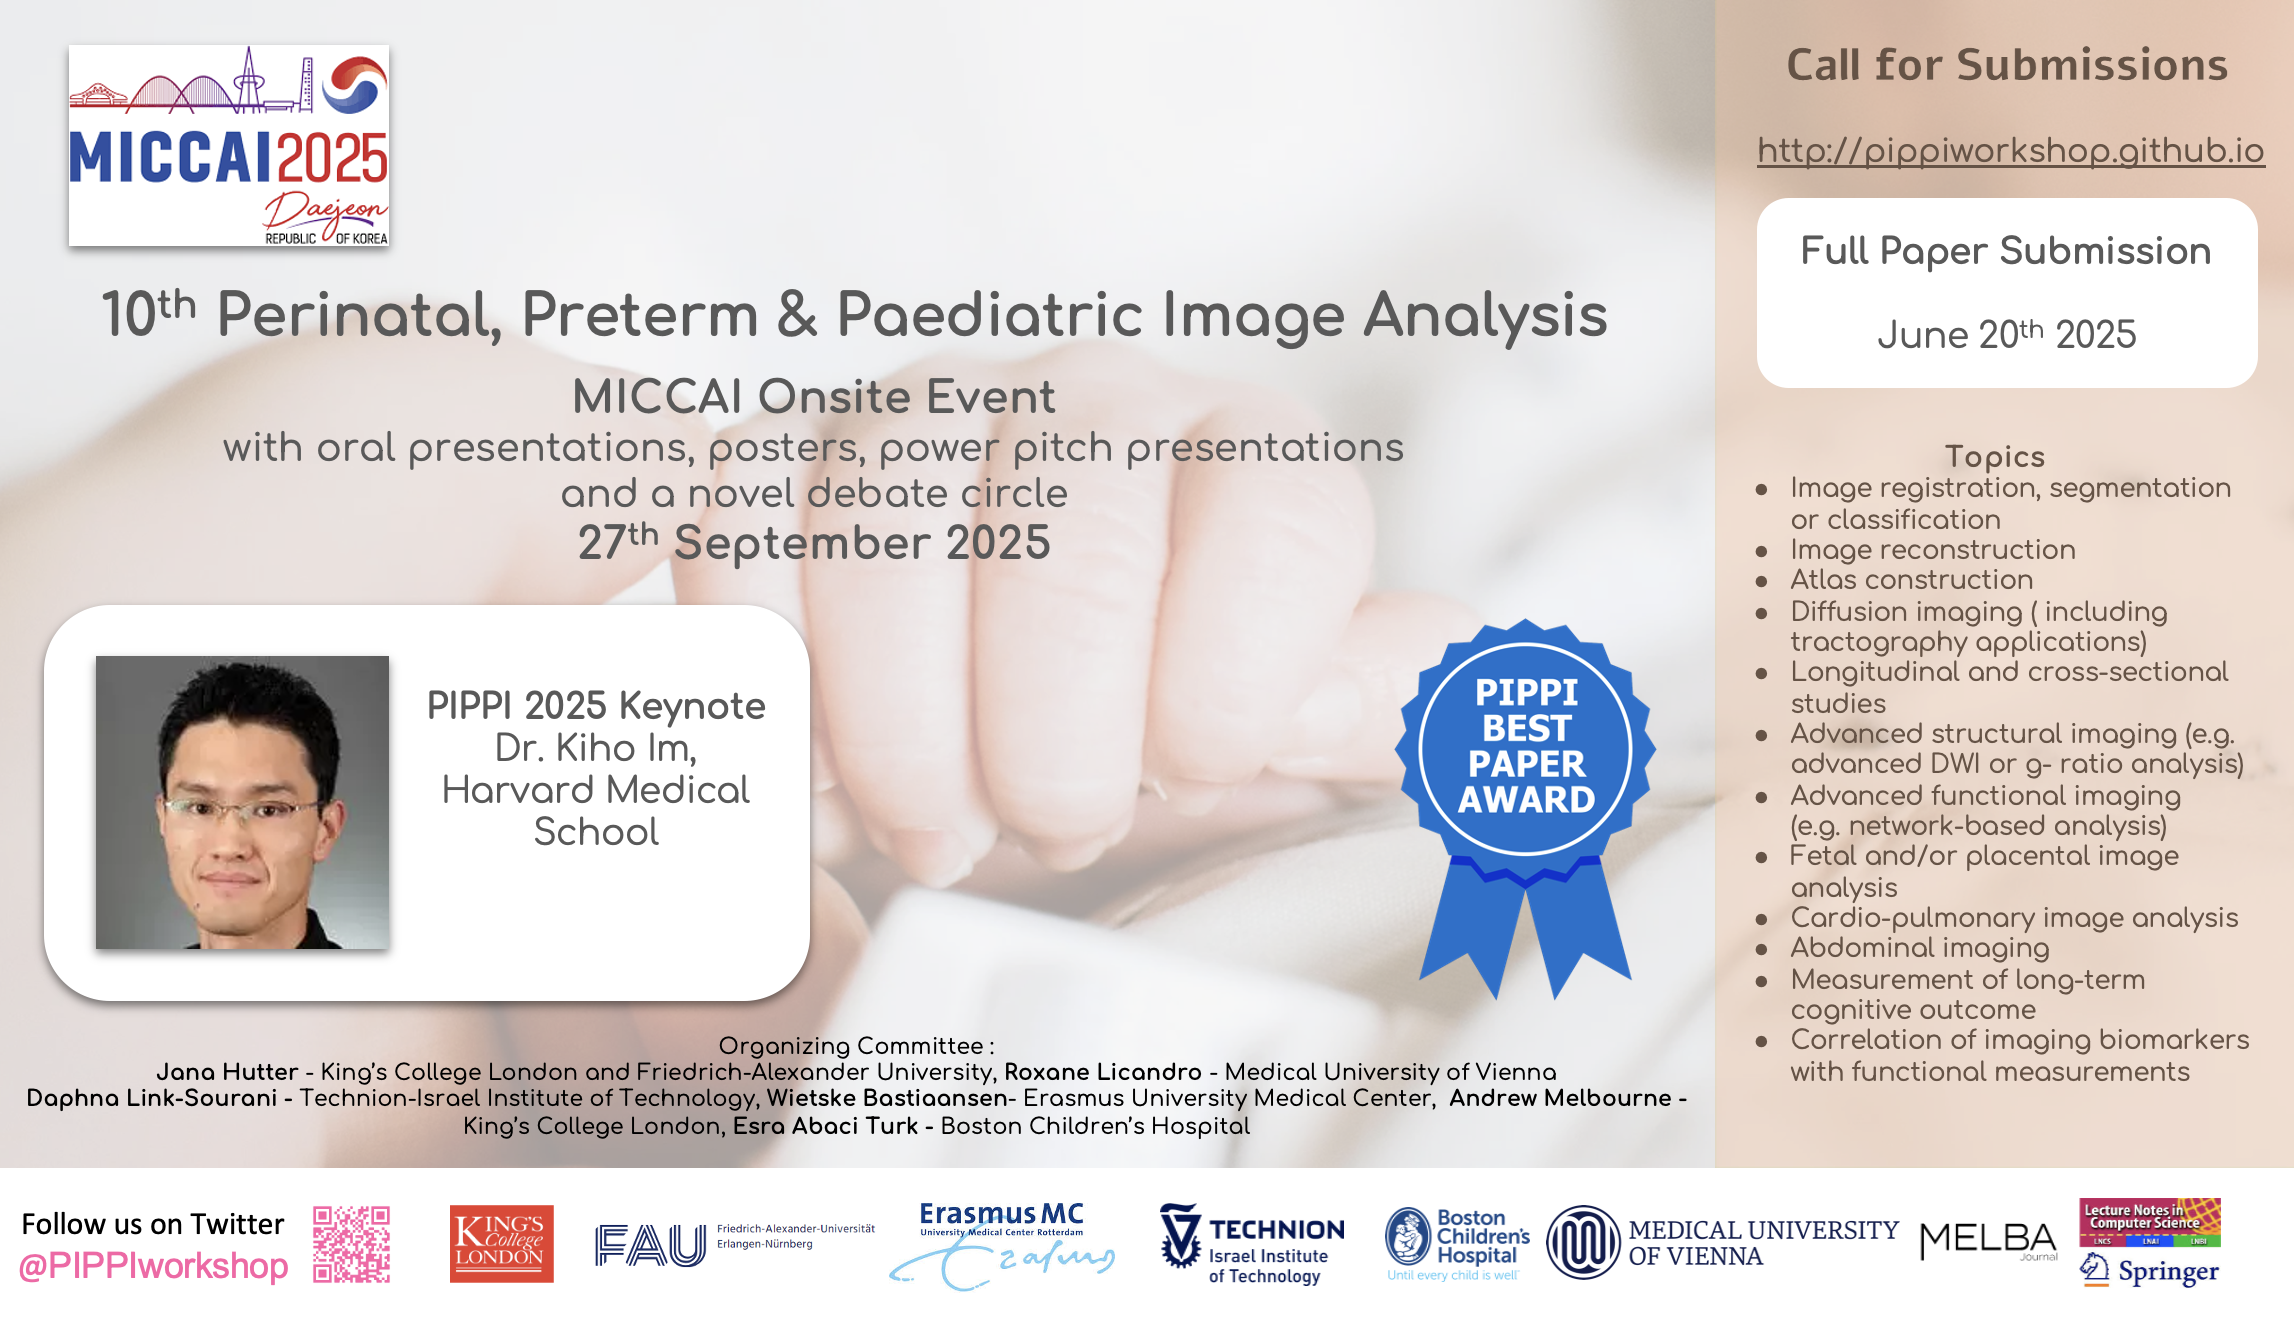 MICCAI2025
Daejeon
REPUBLIC OF KOREA
10th Perinatal, Preterm & Paediatric Image Analysis
MICCAI Onsite Event
with oral presentations, posters, power pitch presentations
and a novel debate circle
27th September 2025
PIPPI 2025 Keynote
Dr. Kiho Im,
Harvard Medical
School
PIPPI
BEST
PAPER
AWARD
Organizing Committee :
Jana Hutter - King's College London and Friedrich-Alexander University, Roxane Licandro - Medical University of Vienna
Daphna Link-Sourani - Technion-Israel Institute of Technology, Wietske Bastiaansen- Erasmus University Medical Center, Andrew Melbourne -
King's College London, Esra Abaci Turk - Boston Children's Hospital
Call for Submissions
http://pippiworkshop.github.io
Full Paper Submission
June 20th 2025
Topics
● Image registration, segmentation
or classification
● Image reconstruction
● Atlas construction
● Diffusion imaging ( including
tractography applications)
● Longitudinal and cross-sectional
studies
● Advanced structural imaging (e.g.
advanced DWI or g- ratio analysis)
● Advanced functional imaging
(e.g. network-based analysis)
● Fetal and/or placental image
analysis
● Cardio-pulmonary image analysis
● Abdominal imaging
● Measurement of long-term
cognitive outcome
● Correlation of imaging biomarkers
with functional measurements
Follow us on Twitter
@PIPPIworkshop
KING'S
College
LONDON
FAU
Friedrich-Alexander-Universität
Erlangen-Nürnberg
Erasmus MC
University Medical Center Rotterdam
Erasmus
TECHNION
Israel Institute
of Technology
Boston
Children's
Hospital
Until every child is well
MEDICAL UNIVERSITY
OF VIENNA
MELBA
Journal
Lecture Notes in
Computer Science
LNCS LNAI LNBI
Springer